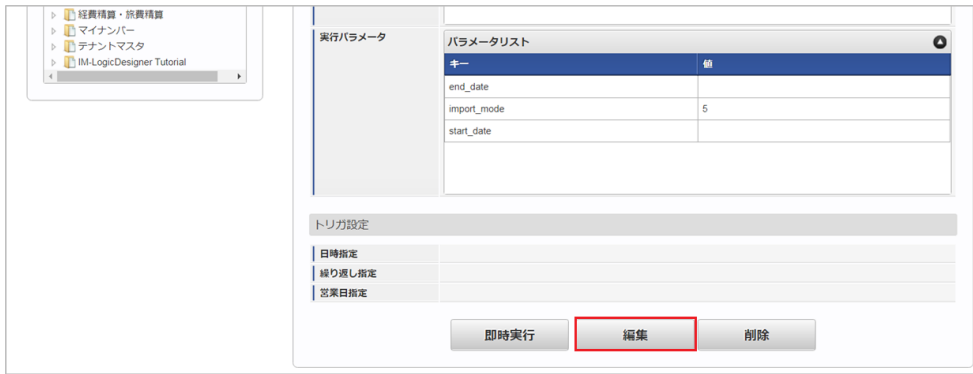 経費精算・旅費精算
マイナンバー
テナントマスタ
IM-LogicDesigner Tutorial
実行パラメータ
パラメータリスト
キー 値
end_date
import_mode 5
start_date
トリガ設定
日時指定
繰り返し指定
営業日指定
即時実行 編集 削除